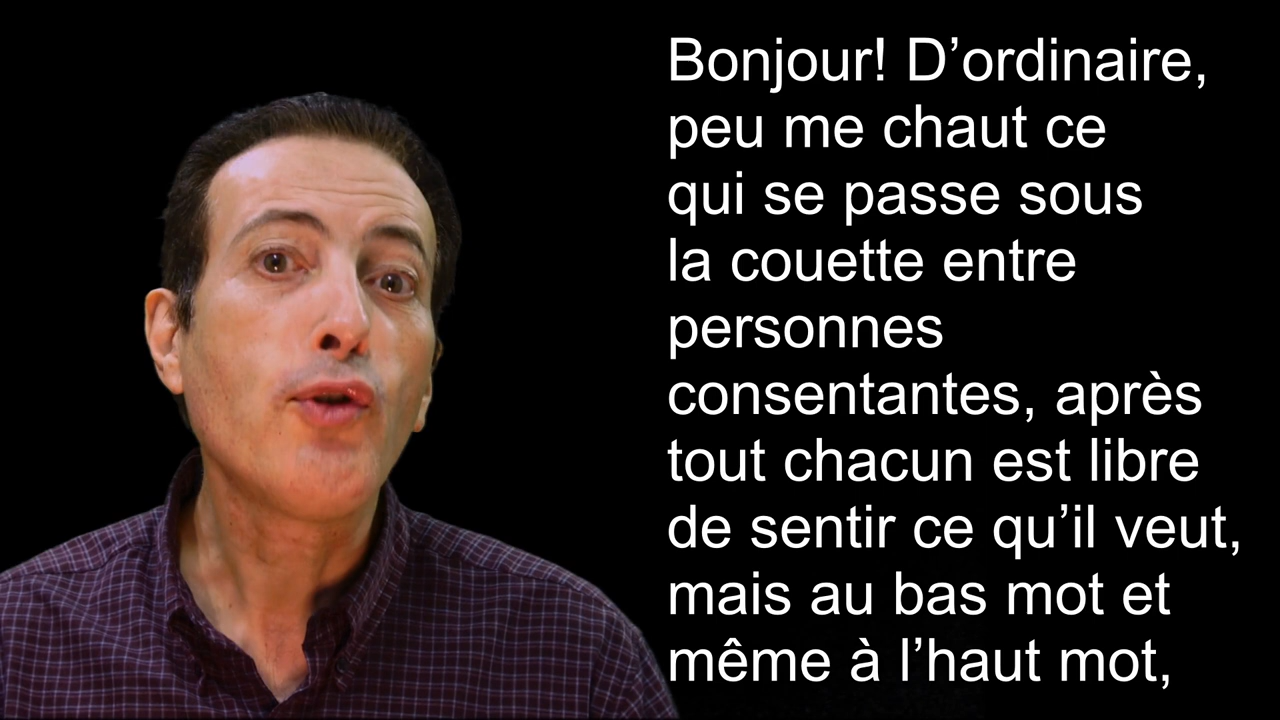 Bonjour! D’ordinaire,
peu me chaut ce
qui se passe sous
la couette entre
personnes
consentantes, après
tout chacun est libre
de sentir ce qu’il veut,
mais au bas mot et
même à l’haut mot,